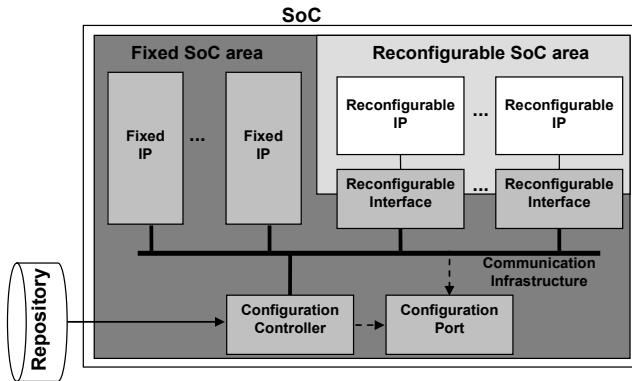 SoC
Fixed SoC area
Reconfigurable SoC area
Fixed
IP
...
Fixed
IP
Reconfigurable
IP
...
Reconfigurable
IP
Reconfigurable
Interface
...
Reconfigurable
Interface
Communication
Infrastructure
Repository
Configuration
Controller
Configuration
Port